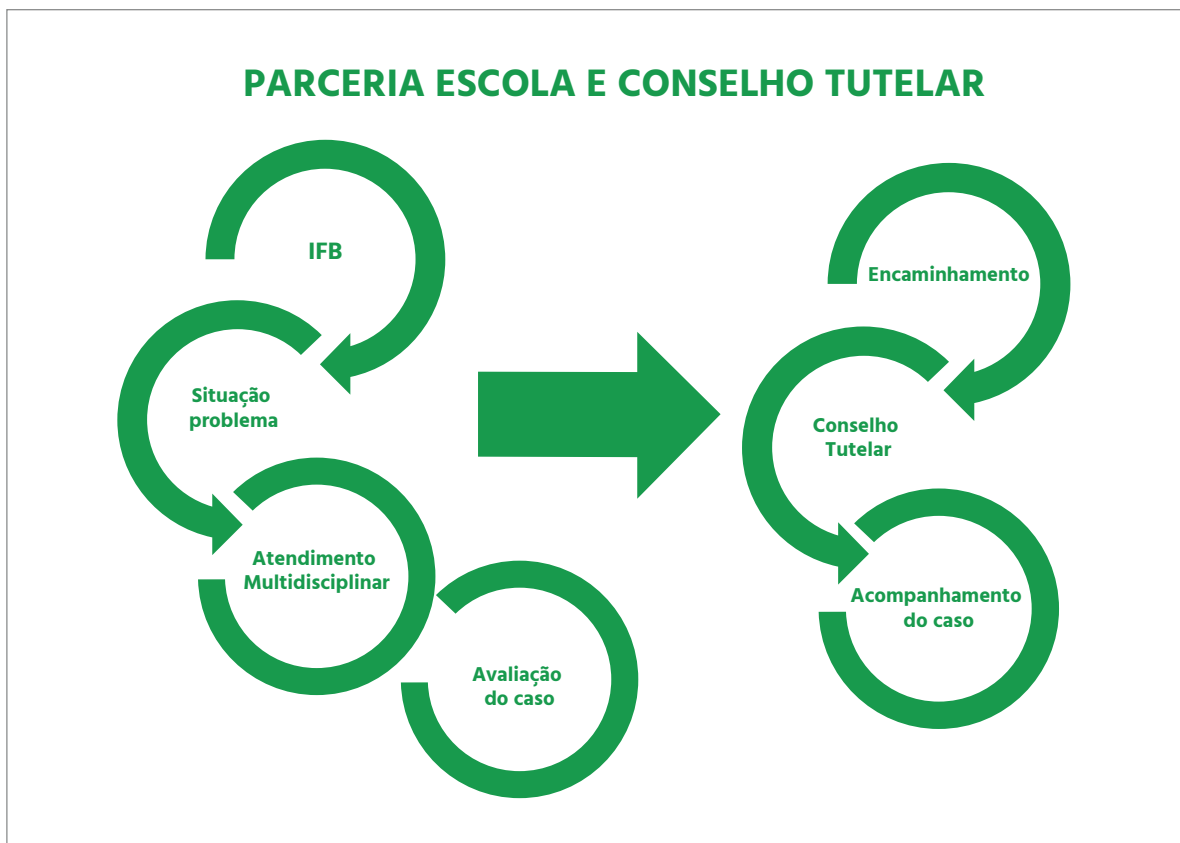 PARCERIA ESCOLA E CONSELHO TUTELAR
IFB
Situação
problema
Atendimento
Multidisciplinar
Avaliação
do caso
Encaminhamento
Conselho
Tutelar
Acompanhamento
do caso